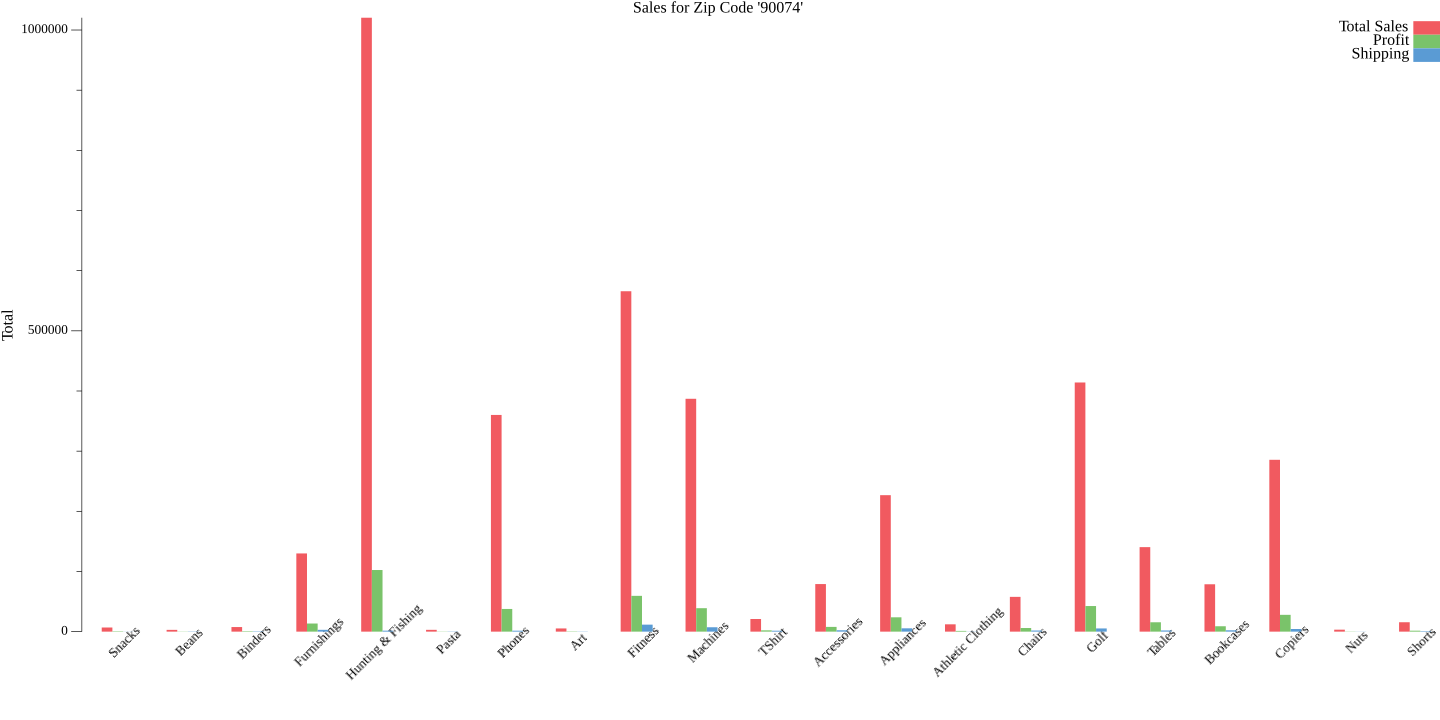 Sales for Zip Code '90074'
Total Sales
Profit
Shipping
Total
1000000
500000
0
Snacks
Beans
Binders
Furnishings
Hunting & Fishing
Pasta
Phones
Art
Fitness
Machines
TShirt
Accessories
Appliances
Athletic Clothing
Chairs
Golf
Tables
Bookcases
Copiers
Nuts
Shorts